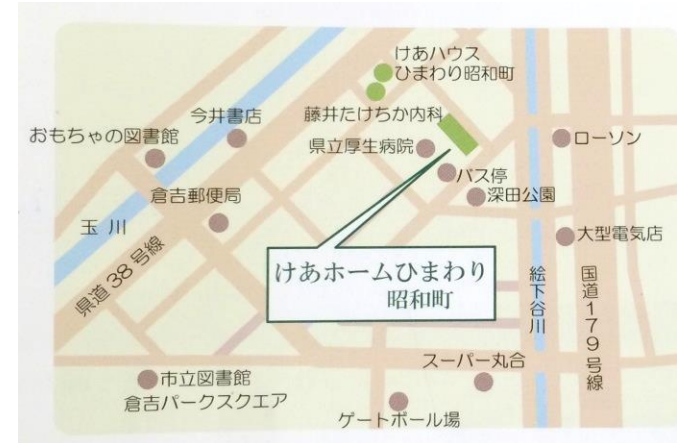 けあハウス
ひまわり昭和町
藤井たけちか内科
今井書店
おもちゃの図書館
県立厚生病院
ローソン
バス停
深田公園
倉吉郵便局
玉川
大型電気店
県道38号線
けあホームひまわり
昭和町
絵下谷川
国道179号線
スーパー丸合
市立図書館
倉吉パークスクエア
ゲートボール場